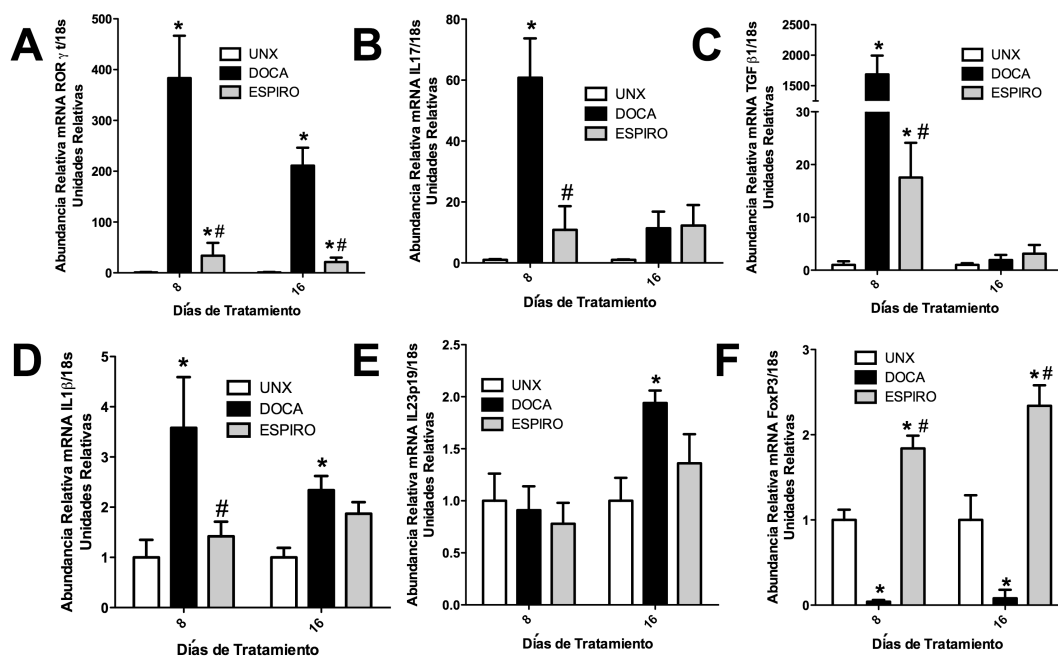 A
Abundancia Relativa mRNA ROR γ t/18s
Unidades Relativas
500
400
300
200
100
0
*
*#
*
*#
UNX
DOCA
ESPIRO
8
16
Días de Tratamiento
B
Abundancia Relativa mRNA IL17/18s
Unidades Relativas
80
60
40
20
0
*
#
UNX
DOCA
ESPIRO
8
16
Días de Tratamiento
C
Abundancia Relativa mRNA TGF β1/18s
Unidades Relativas
2500
2000
1500
1000
30
20
10
0
*
*#
UNX
DOCA
ESPIRO
8
16
Días de Tratamiento
D
Abundancia Relativa mRNA IL1β/18s
Unidades Relativas
5
4
3
2
1
0
*
#
*
UNX
DOCA
ESPIRO
8
16
Días de Tratamiento
E
Abundancia Relativa mRNA IL23p19/18s
Unidades Relativas
2.5
2.0
1.5
1.0
0.5
0.0
*
UNX
DOCA
ESPIRO
8
16
Días de Tratamiento
F
Abundancia Relativa mRNA FoxP3/18s
Unidades Relativas
3
2
1
0
*
*#
*
*#
UNX
DOCA
ESPIRO
8
16
Días de Tratamiento